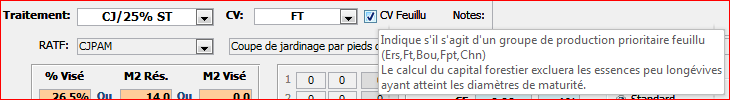 Traitement: CJ/25% ST CV: FT CV Feuillu Notes:
RATF: CJPAM Coupe de jardinage par pieds
Indique s'il s'agit d'un groupe de production prioritaire feuillu
(Ers,Ft,Bou,Fpt,Chn)
Le calcul du capital forestier excluera les essences peu longévives
ayant atteint les diamètres de maturité.
% Visé M2 Rés. M2 Visé 1 0 0
26.5% Ou 14.0 Ou 0.0 2 Standard